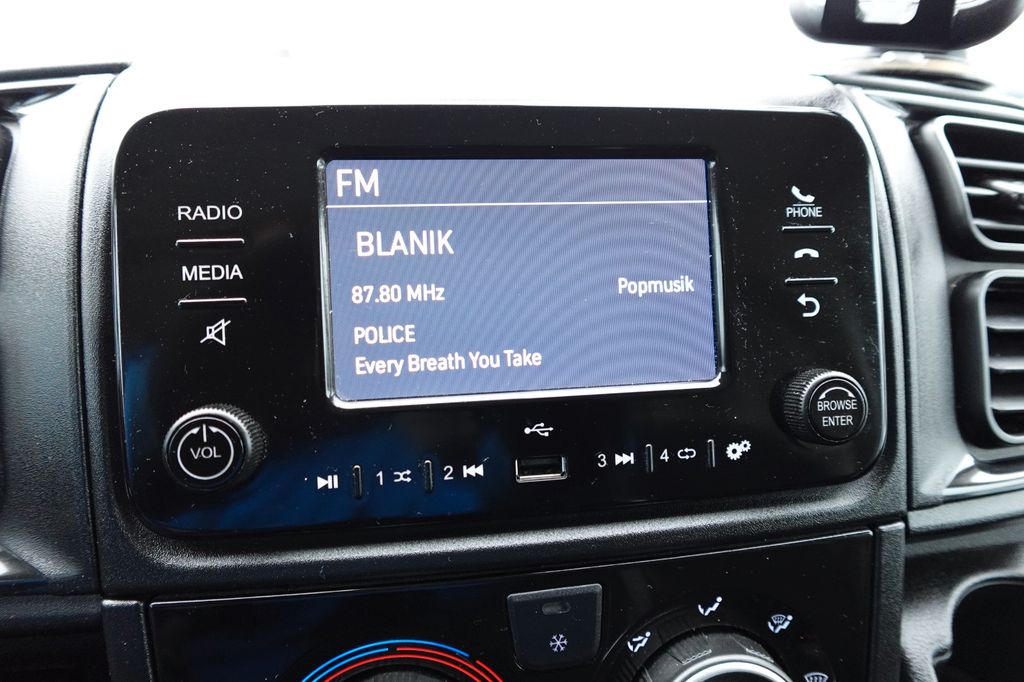 FM
BLANIK
87.80 MHz
Popmusik
POLICE
Every Breath You Take
RADIO
MEDIA
VOL
PHONE
BROWSE
ENTER
1
2
3
4